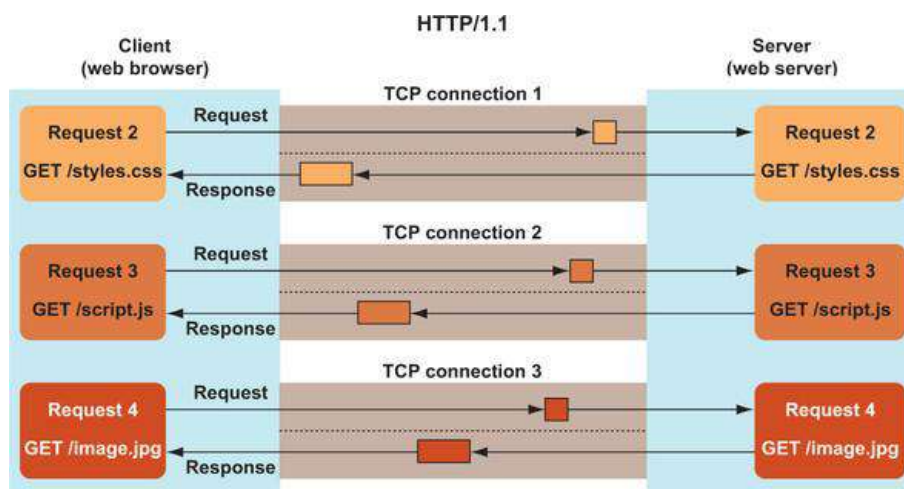 HTTP/1.1
Client
(web browser)
Server
(web server)
TCP connection 1
Request 2
GET /styles.css
Request
Response
Request 2
GET /styles.css
TCP connection 2
Request 3
GET /script.js
Request
Response
Request 3
GET /script.js
TCP connection 3
Request 4
GET /image.jpg
Request
Response
Request 4
GET /image.jpg